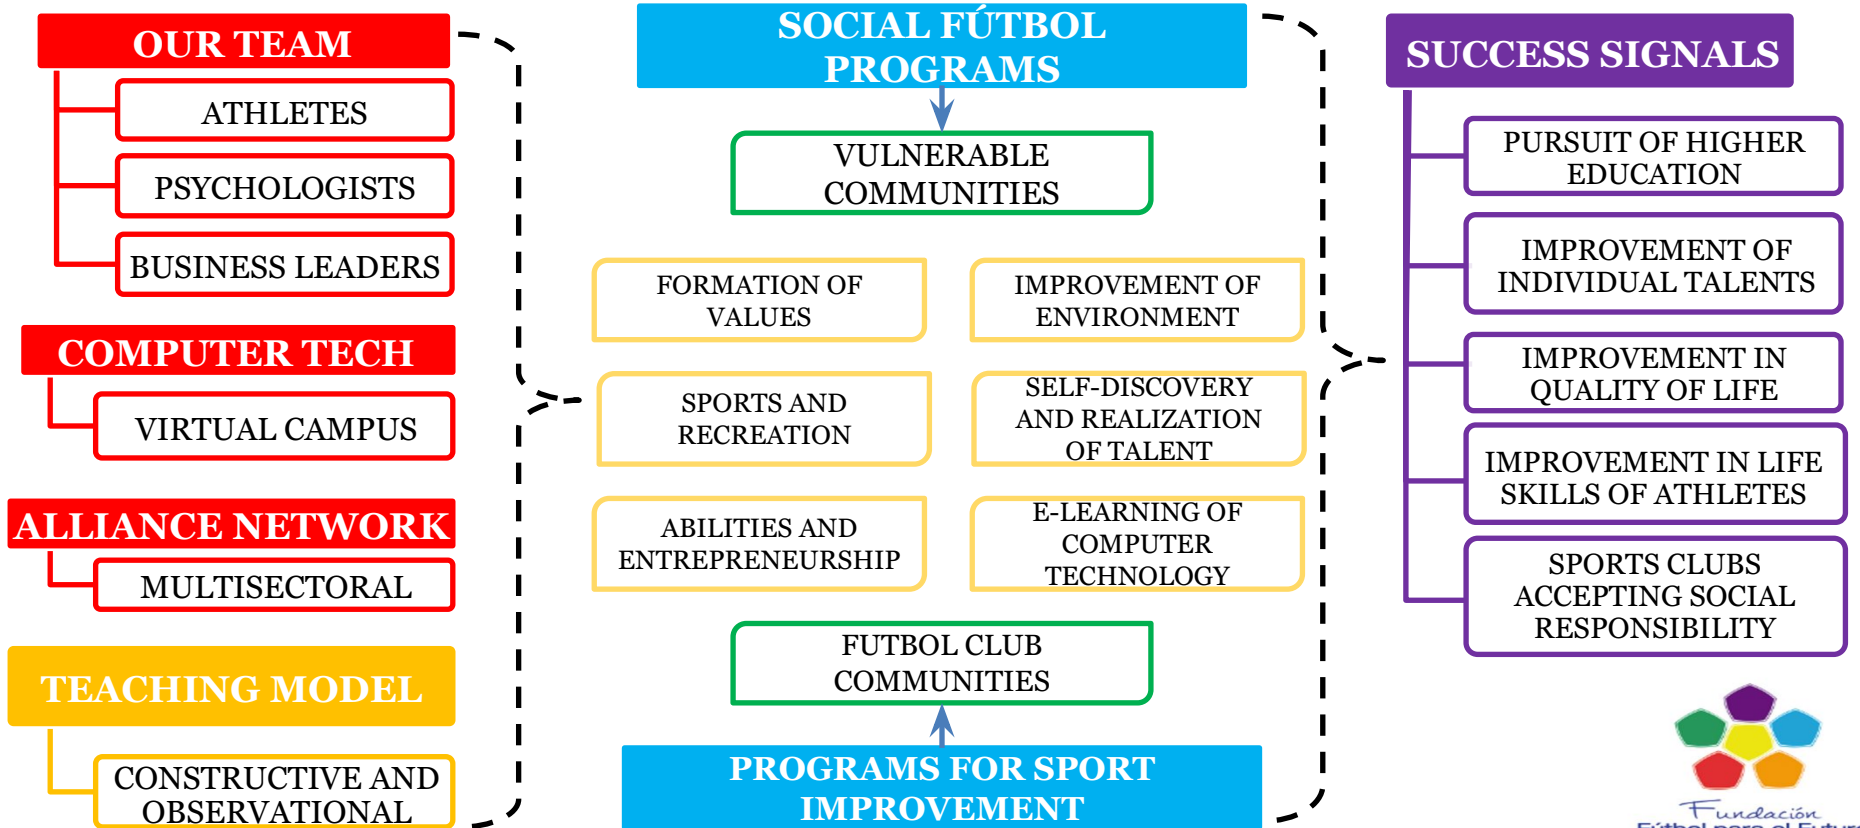 OUR TEAM
ATHLETES
PSYCHOLOGISTS
BUSINESS LEADERS
COMPUTER TECH
VIRTUAL CAMPUS
ALLIANCE NETWORK
MULTISECTORAL
TEACHING MODEL
CONSTRUCTIVE AND
OBSERVATIONAL
SOCIAL FÚTBOL
PROGRAMS
VULNERABLE
COMMUNITIES
FORMATION OF
VALUES
IMPROVEMENT OF
ENVIRONMENT
SPORTS AND
RECREATION
SELF-DISCOVERY
AND REALIZATION
OF TALENT
ABILITIES AND
ENTREPRENEURSHIP
E-LEARNING OF
COMPUTER
TECHNOLOGY
FUTBOL CLUB
COMMUNITIES
PROGRAMS FOR SPORT
IMPROVEMENT
SUCCESS SIGNALS
PURSUIT OF HIGHER
EDUCATION
IMPROVEMENT OF
INDIVIDUAL TALENTS
IMPROVEMENT IN
QUALITY OF LIFE
IMPROVEMENT IN LIFE
SKILLS OF ATHLETES
SPORTS CLUBS
ACCEPTING SOCIAL
RESPONSIBILITY
Fundación
Fútbol para el Futuro